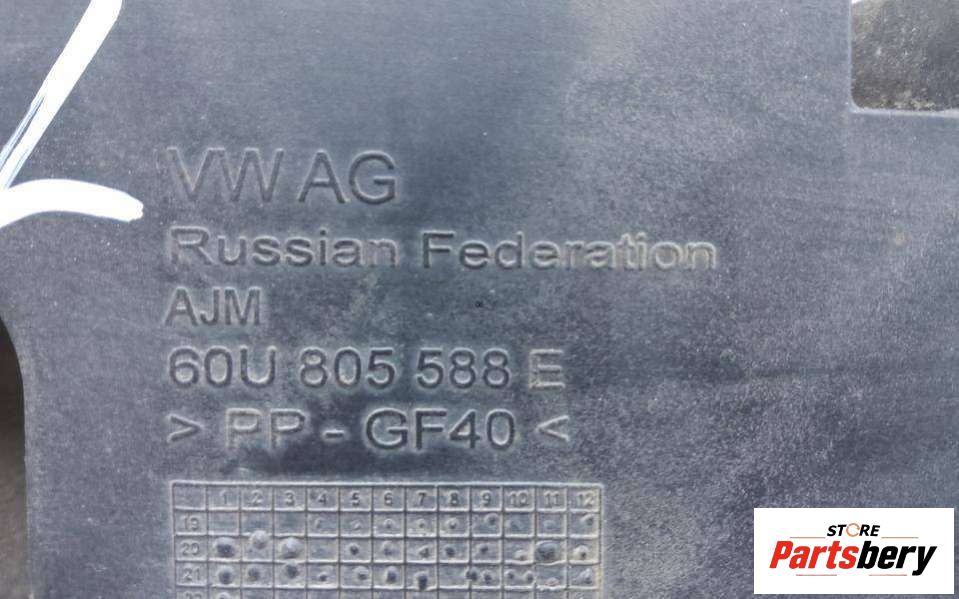 VW AG
Russian Federation
AJM
60U 805 588 E
> PP - GF40 <
1 2 3 4 5 6 7 8 9 10 11 12
19
20
21
STORE
Partsbery